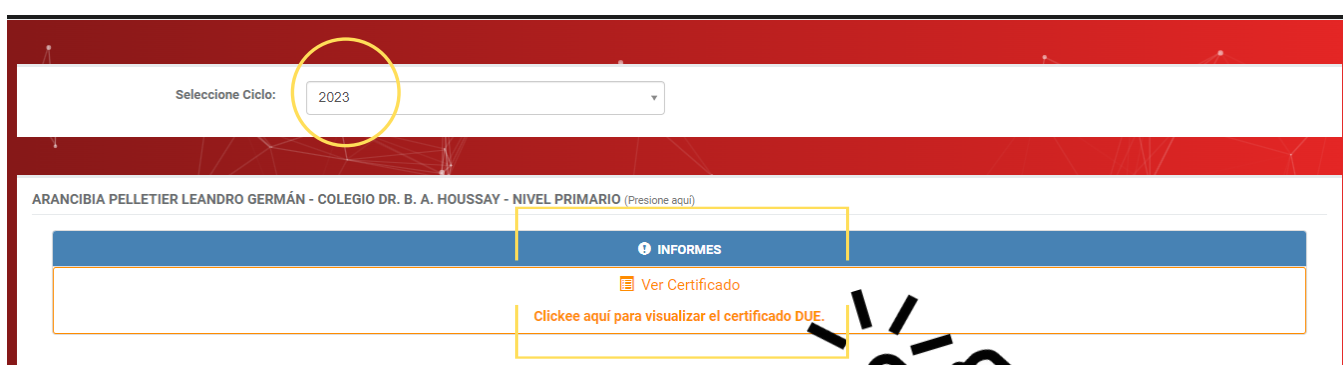 Seleccione Ciclo: 2023
ARANCIBIA PELLETIER LEANDRO GERMÁN - COLEGIO DR. B. A. HOUSSAY - NIVEL PRIMARIO (Presione aquí)
INFORMES
Ver Certificado
Clickee aquí para visualizar el certificado DUE.